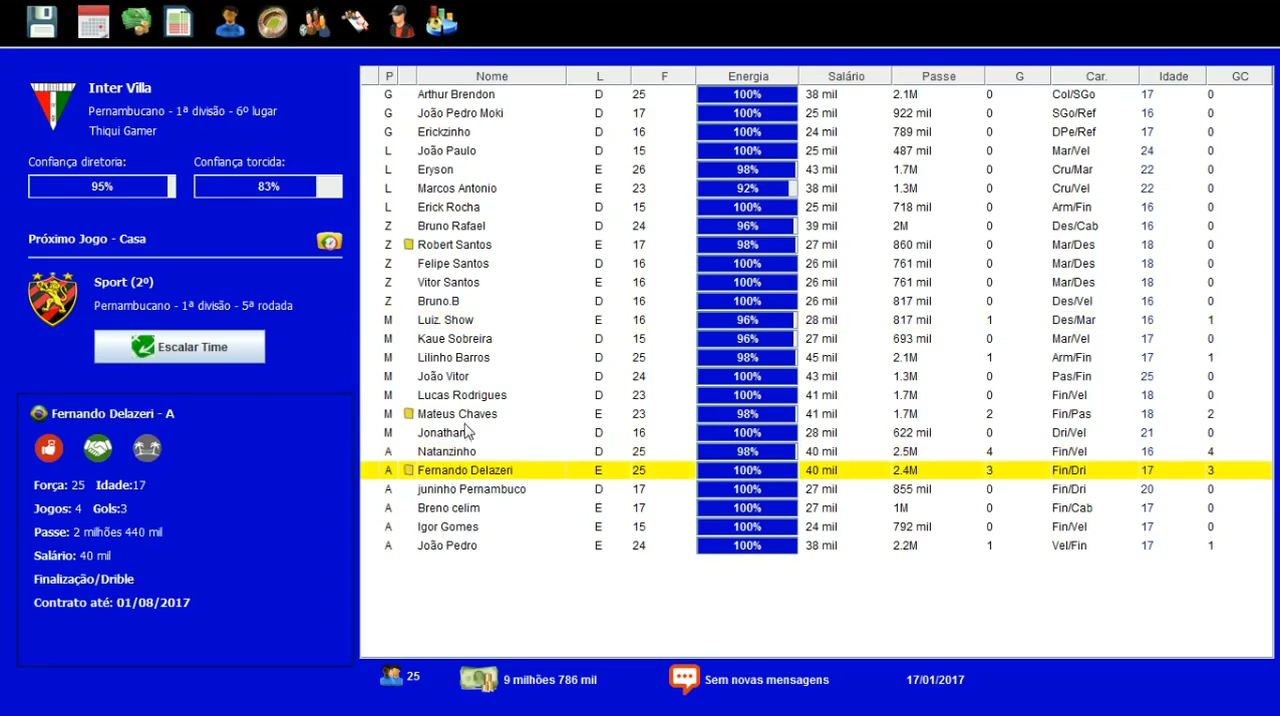 Inter Villa
Pernambucano - 1ª divisão - 6º lugar
Thiqui Gamer
Confiança diretoria: Confiança torcida:
95% 83%
Próximo Jogo - Casa
Sport (2º)
Pernambucano - 1ª divisão - 5ª rodada
Escalar Time
Fernando Delazeri - A
Força: 25 Idade:17
Jogos: 4 Gols:3
Passe: 2 milhões 440 mil
Salário: 40 mil
Finalização/Drible
Contrato até: 01/08/2017
P Nome L F Energia Salário Passe G Car. Idade GC
G Arthur Brendon D 25 100% 38 mil 2.1M 0 Col/SGo 17 0
G João Pedro Moki D 17 100% 25 mil 922 mil 0 SGo/Ref 16 0
G Erickzinho D 16 100% 24 mil 789 mil 0 DPe/Ref 17 0
L João Paulo D 15 100% 25 mil 487 mil 0 Mar/Vel 24 0
L Eryson E 26 98% 43 mil 1.7M 0 Cru/Mar 22 0
L Marcos Antonio E 23 92% 38 mil 1.3M 0 Cru/Vel 22 0
L Erick Rocha D 15 100% 25 mil 718 mil 0 Arm/Fin 16 0
Z Bruno Rafael D 24 96% 39 mil 2M 0 Des/Cab 16 0
Z Robert Santos E 17 98% 27 mil 860 mil 0 Mar/Des 18 0
Z Felipe Santos D 16 100% 26 mil 761 mil 0 Mar/Des 18 0
Z Vitor Santos E 16 100% 26 mil 761 mil 0 Mar/Des 18 0
Z Bruno.B D 16 100% 26 mil 817 mil 0 Des/Vel 16 0
M Luiz. Show E 16 96% 28 mil 817 mil 1 Des/Mar 16 1
M Kaue Sobreira D 15 96% 27 mil 693 mil 0 Mar/Vel 17 0
M Lilinho Barros D 25 98% 45 mil 2.1M 1 Arm/Fin 17 1
M João Vitor D 24 100% 43 mil 1.3M 0 Pas/Fin 25 0
M Lucas Rodrigues D 23 100% 41 mil 1.7M 0 Fin/Vel 18 0
M Mateus Chaves E 23 98% 41 mil 1.7M 2 Fin/Pas 18 2
M Jonathan D 16 100% 28 mil 622 mil 0 Dri/Vel 21 0
A Natanzinho D 25 98% 40 mil 2.5M 4 Fin/Vel 16 4
A Fernando Delazeri E 25 100% 40 mil 2.4M 3 Fin/Dri 17 3
A juninho Pernambuco D 17 100% 27 mil 855 mil 0 Fin/Dri 20 0
A Breno celim E 17 100% 27 mil 1M 0 Fin/Cab 17 0
A Igor Gomes E 15 100% 24 mil 792 mil 0 Fin/Vel 17 0
A João Pedro E 24 100% 38 mil 2.2M 1 Vel/Fin 17 1
25 9 milhões 786 mil Sem novas mensagens 17/01/2017